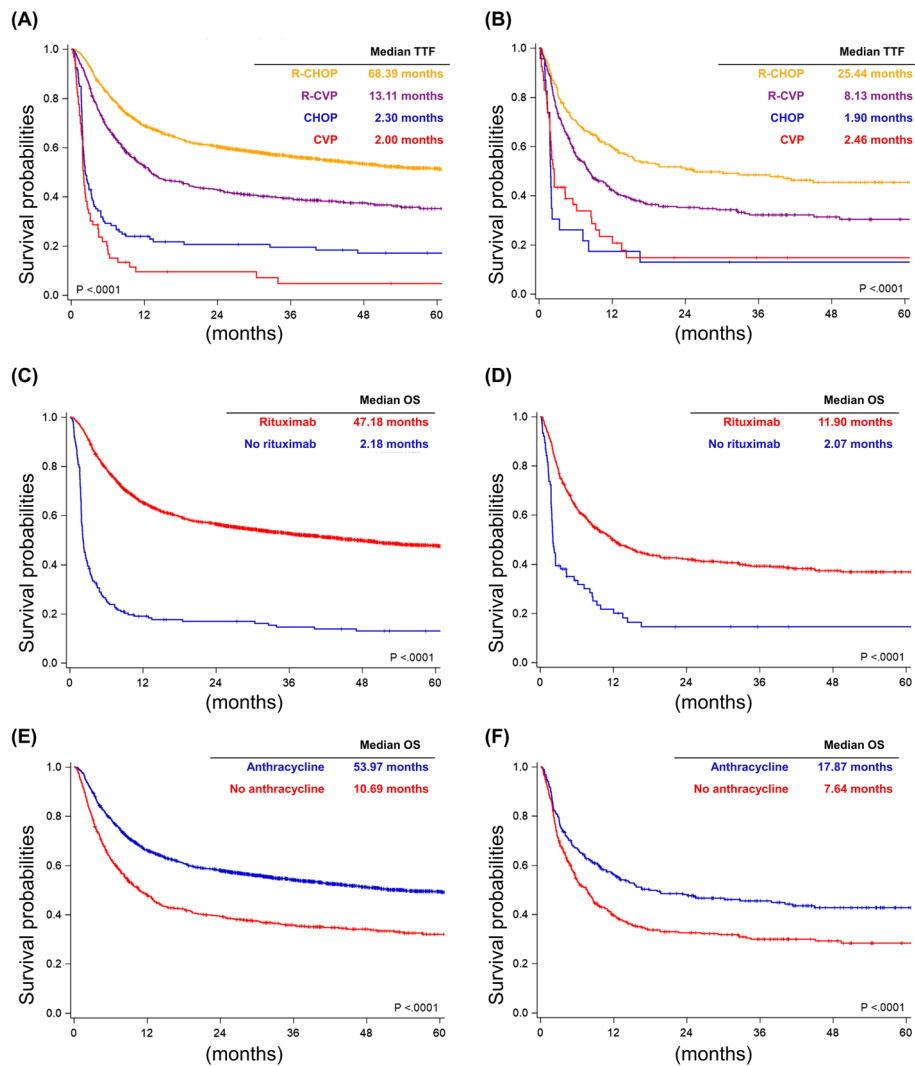 (A)
Median TTF
R-CHOP 68.39 months
R-CVP 13.11 months
CHOP 2.30 months
CVP 2.00 months
Survival probabilities
1.0
0.8
0.6
0.4
0.2
0.0
P <.0001
0 12 24 36 48 60
(months)
(B)
Median TTF
R-CHOP 25.44 months
R-CVP 8.13 months
CHOP 1.90 months
CVP 2.46 months
Survival probabilities
1.0
0.8
0.6
0.4
0.2
0.0
P <.0001
0 12 24 36 48 60
(months)
(C)
Median OS
Rituximab 47.18 months
No rituximab 2.18 months
Survival probabilities
1.0
0.8
0.6
0.4
0.2
0.0
P <.0001
0 12 24 36 48 60
(months)
(D)
Median OS
Rituximab 11.90 months
No rituximab 2.07 months
Survival probabilities
1.0
0.8
0.6
0.4
0.2
0.0
P <.0001
0 12 24 36 48 60
(months)
(E)
Median OS
Anthracycline 53.97 months
No anthracycline 10.69 months
Survival probabilities
1.0
0.8
0.6
0.4
0.2
0.0
P <.0001
0 12 24 36 48 60
(months)
(F)
Median OS
Anthracycline 17.87 months
No anthracycline 7.64 months
Survival probabilities
1.0
0.8
0.6
0.4
0.2
0.0
P <.0001
0 12 24 36 48 60
(months)